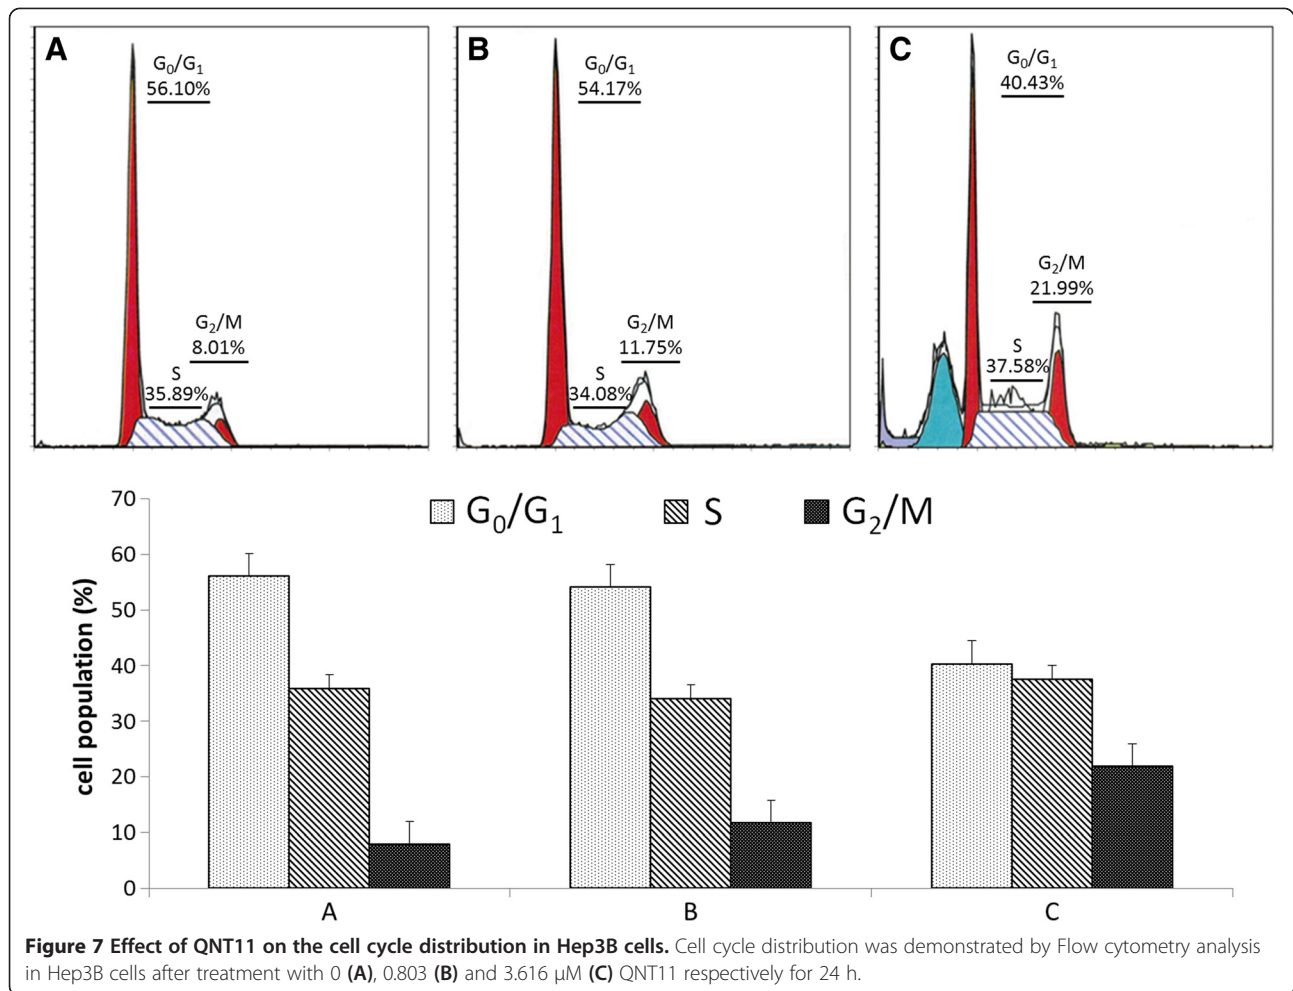 A
G₀/G₁
56.10%
G₂/M
8.01%
S
35.89%
B
G₀/G₁
54.17%
G₂/M
11.75%
S
34.08%
C
G₀/G₁
40.43%
G₂/M
21.99%
S
37.58%
G₀/G₁ S G₂/M
cell population (%)
70
60
50
40
30
20
10
0
A B C
Figure 7 Effect of QNT11 on the cell cycle distribution in Hep3B cells. Cell cycle distribution was demonstrated by Flow cytometry analysis
in Hep3B cells after treatment with 0 (A), 0.803 (B) and 3.616 µM (C) QNT11 respectively for 24 h.